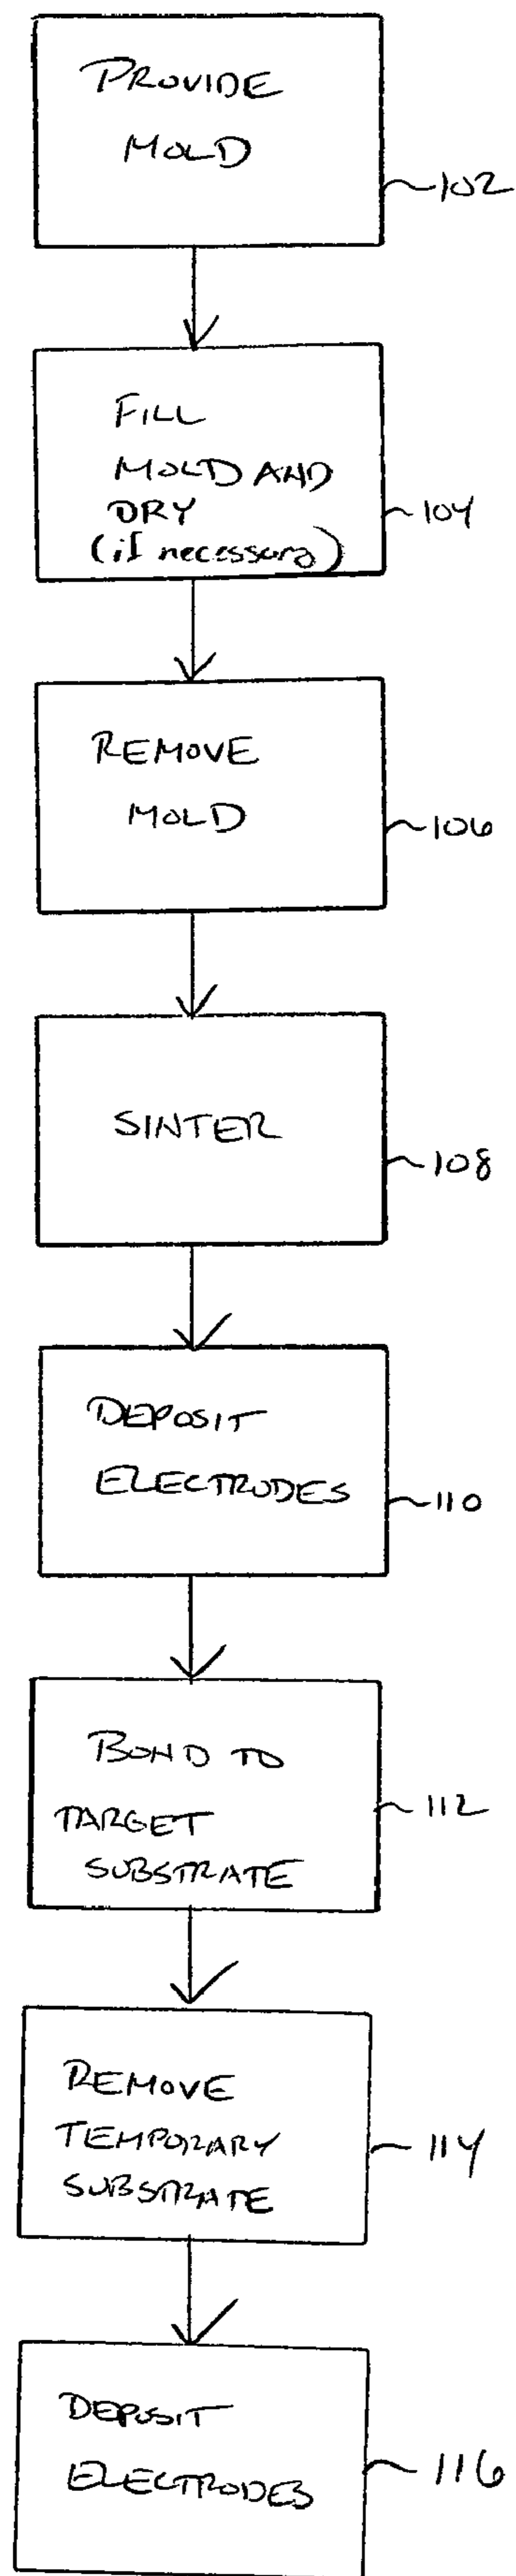 PROVIDE
MOLD
102
FILL
MOLD AND
DRY
(if necessary)
104
REMOVE
MOLD
106
SINTER
108
DEPOSIT
ELECTRODES
110
BOND TO
TARGET
SUBSTRATE
112
REMOVE
TEMPORARY
SUBSTRATE
114
DEPOSIT
ELECTRODES
116